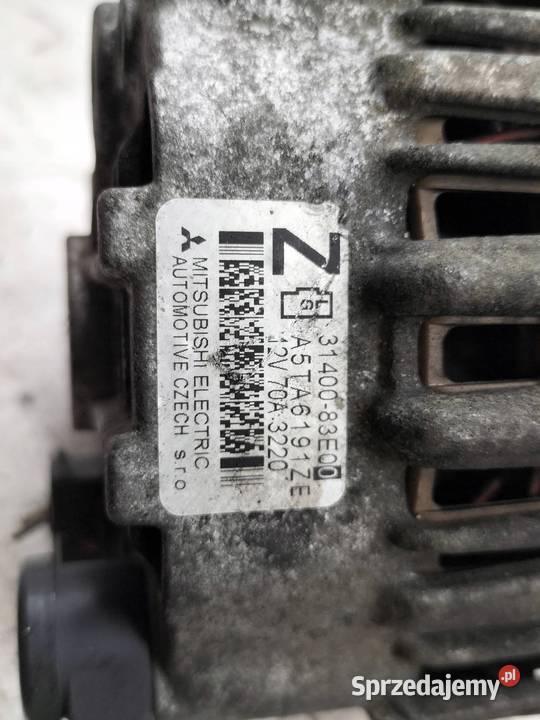 Z
G
L
31400-83E00
A5TA6191ZE
12V 70A 3220
MITSUBISHI ELECTRIC
AUTOMOTIVE CZECH s.r.o.
Sprzedajemy.pl